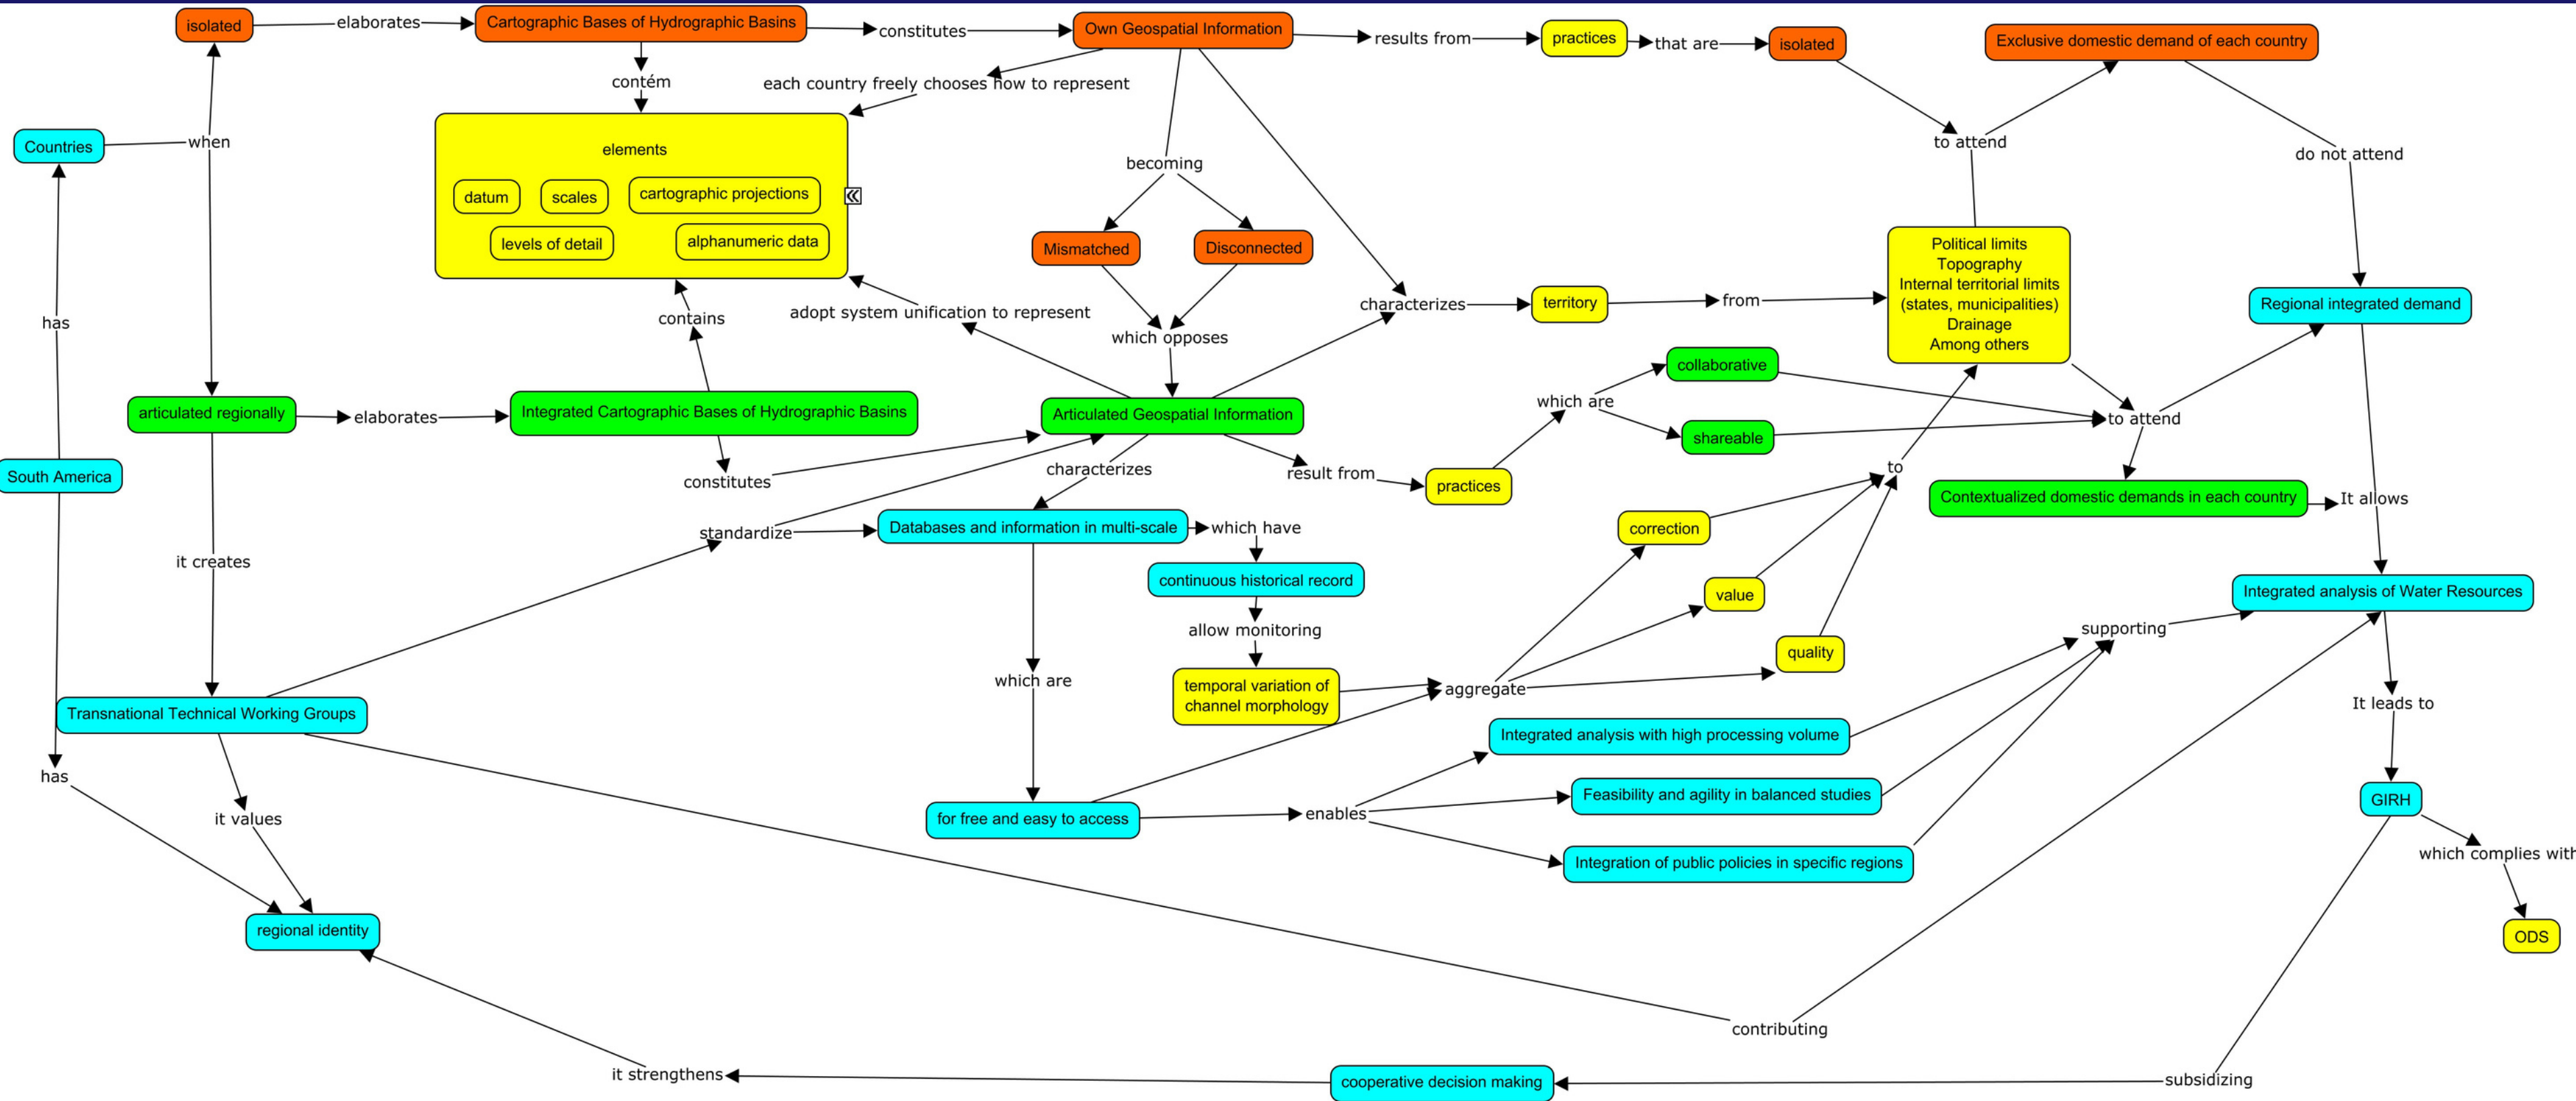 isolated
elaborates
Cartographic Bases of Hydrographic Basins
constitutes
Own Geospatial Information
results from
practices
that are
isolated
Exclusive domestic demand of each country
contém
each country freely chooses how to represent
Countries
when
elements
datum
scales
cartographic projections
levels of detail
alphanumeric data
becoming
Mismatched
Disconnected
to attend
do not attend
Political limits
Topography
Internal territorial limits
(states, municipalities)
Drainage
Among others
has
contains
adopt system unification to represent
which opposes
characterizes
territory
from
Regional integrated demand
articulated regionally
elaborates
Integrated Cartographic Bases of Hydrographic Basins
Articulated Geospatial Information
which are
collaborative
shareable
to attend
South America
constitutes
characterizes
result from
practices
to
Contextualized domestic demands in each country
It allows
it creates
standardize
Databases and information in multi-scale
which have
correction
continuous historical record
value
Integrated analysis of Water Resources
allow monitoring
supporting
quality
which are
temporal variation of
channel morphology
aggregate
Transnational Technical Working Groups
It leads to
Integrated analysis with high processing volume
has
it values
for free and easy to access
enables
Feasibility and agility in balanced studies
GIRH
Integration of public policies in specific regions
which complies with
regional identity
ODS
contributing
it strengthens
cooperative decision making
subsidizing